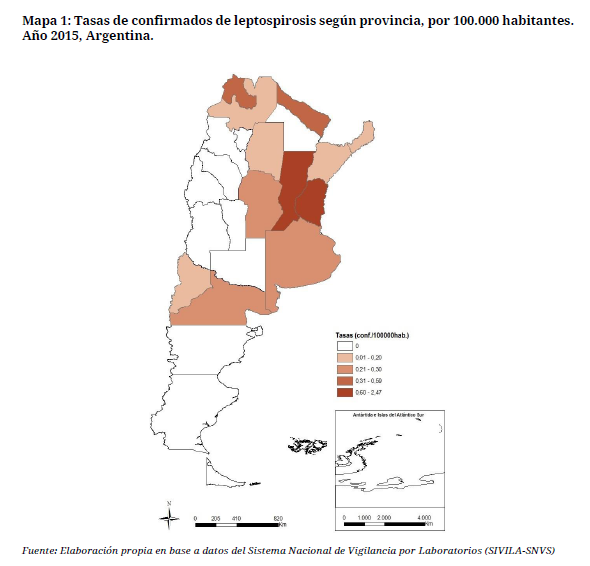 Mapa 1: Tasas de confirmados de leptospirosis según provincia, por 100.000 habitantes.
Año 2015, Argentina.
Tasas (conf./100000hab.)
0
0,01 - 0,20
0,21 - 0,30
0,31 - 0,59
0,60 - 2,47
Antártida e Islas del Atlántico Sur
N
0 205 410 820
Km
0 1.000 2.000 4.000
Km
Fuente: Elaboración propia en base a datos del Sistema Nacional de Vigilancia por Laboratorios (SIVILA-SNVS)